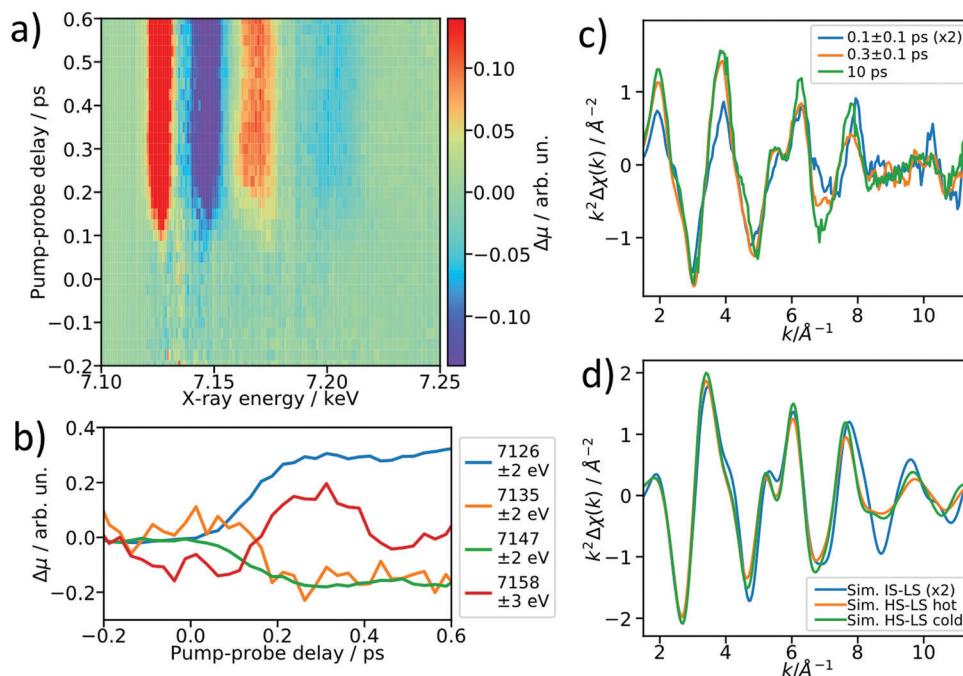 a)
Pump-probe delay / ps
0.6
0.5
0.4
0.3
0.2
0.1
0.0
−0.1
−0.2
7.10
7.15
7.20
7.25
X-ray energy / keV
0.10
0.05
0.00
−0.05
−0.10
Δμ / arb. un.
b)
Δμ / arb. un.
0.4
0.2
0.0
−0.2
−0.2
0.0
0.2
0.4
0.6
Pump-probe delay / ps
7126
±2 eV
7135
±2 eV
7147
±2 eV
7158
±3 eV
c)
k²Δχ(k) / Å⁻²
1
0
−1
0.1±0.1 ps (x2)
0.3±0.1 ps
10 ps
2
4
6
8
10
k/Å⁻¹
d)
k²Δχ(k) / Å⁻²
2
1
0
−1
−2
Sim. IS-LS (x2)
Sim. HS-LS hot
Sim. HS-LS cold
2
4
6
8
10
k/Å⁻¹